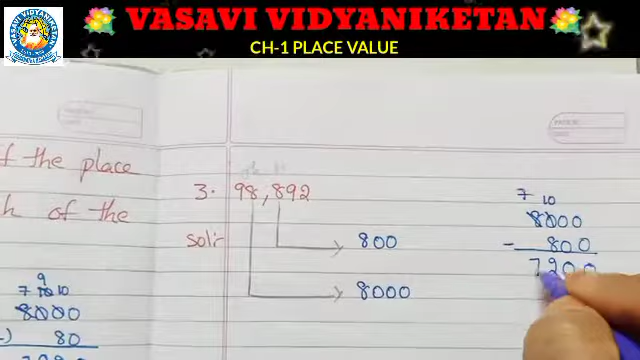 VASAVI VIDYANIKETAN
CH-1 PLACE VALUE
f the place
h of the
3. 98,892
soln
800
8000
7 10
8000
- 800
7200
9
7 10 10
8000
-) 80